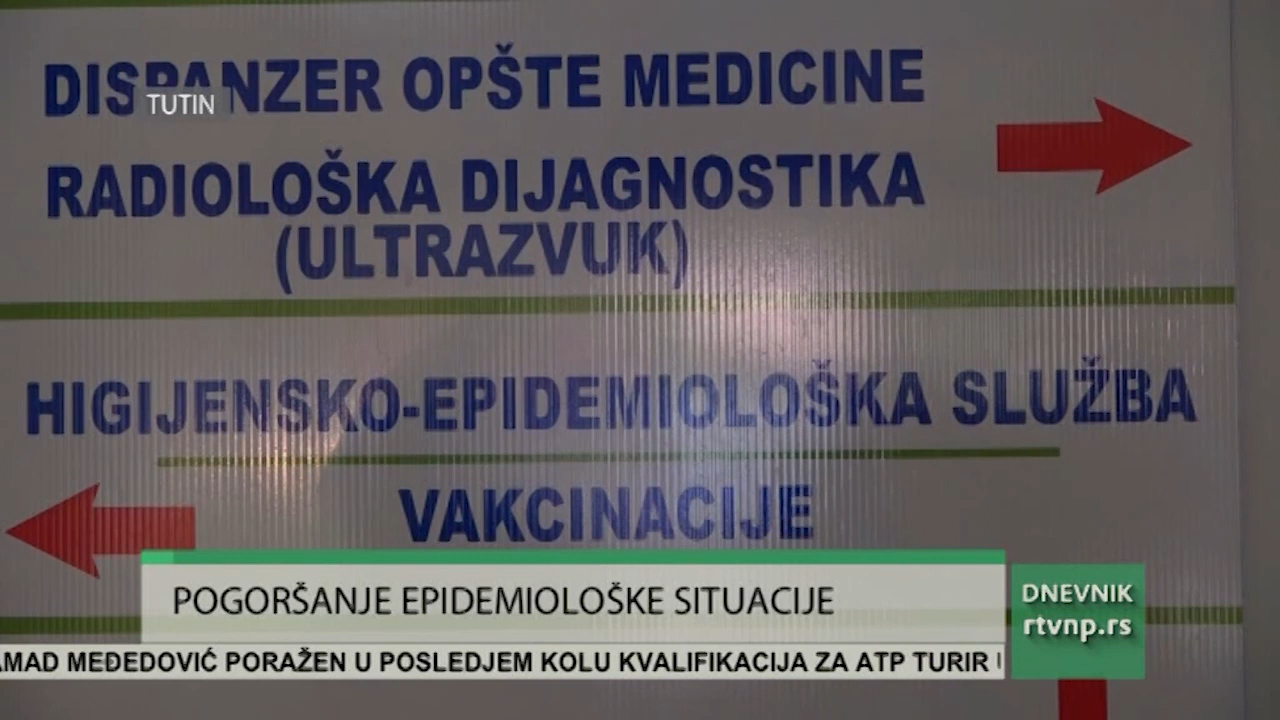 DISPANZER OPŠTE MEDICINE
TUTIN
RADIOLOŠKA DIJAGNOSTIKA
(ULTRAZVUK)
HIGIJENSKO-EPIDEMIOLOŠKA SLUŽBA
VAKCINACIJE
POGORŠANJE EPIDEMIOLOŠKE SITUACIJE
DNEVNIK
rtvnp.rs
AMAD MEĐEDOVIĆ PORAŽEN U POSLEDJEM KOLU KVALIFIKACIJA ZA ATP TURIR